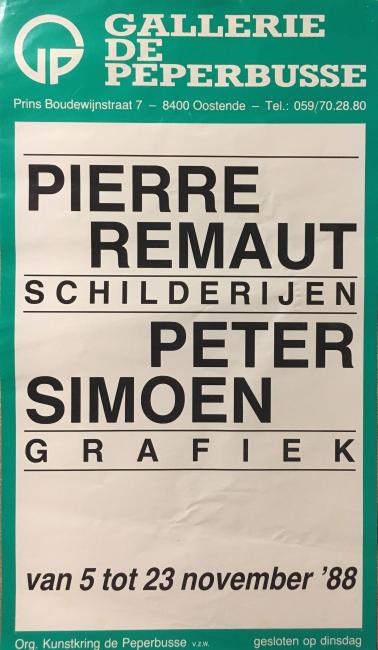 GP
GALLERIE
DE
PEPERBUSSE
Prins Boudewijnstraat 7 – 8400 Oostende – Tel.: 059/70.28.80
PIERRE
REMAUT
SCHILDERIJEN
PETER
SIMOEN
GRAFIEK
van 5 tot 23 november '88
Org. Kunstkring de Peperbusse v.z.w. gesloten op dinsdag